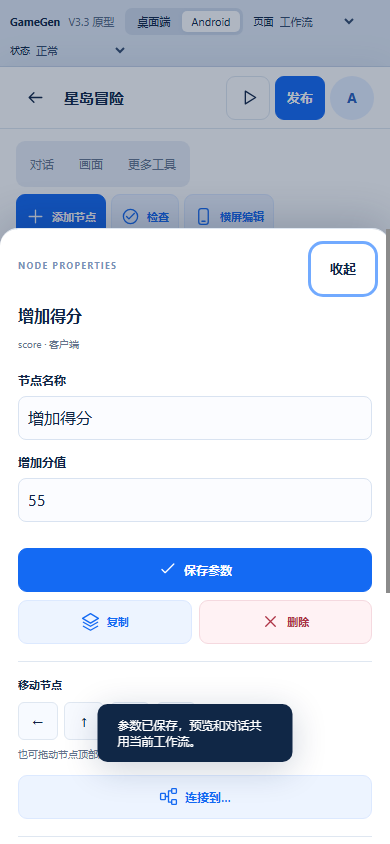 GameGen V3.3 原型 桌面端 Android 页面 工作流
状态 正常
← 星岛冒险 发布 A
对话 画面 更多工具
添加节点 检查 横屏编辑
NODE PROPERTIES 收起
增加得分
score · 客户端
节点名称
增加得分
增加分值
55
保存参数
复制 删除
移动节点
← ↑
参数已保存，预览和对话共
用当前工作流。
也可拖动节点顶部
连接到...